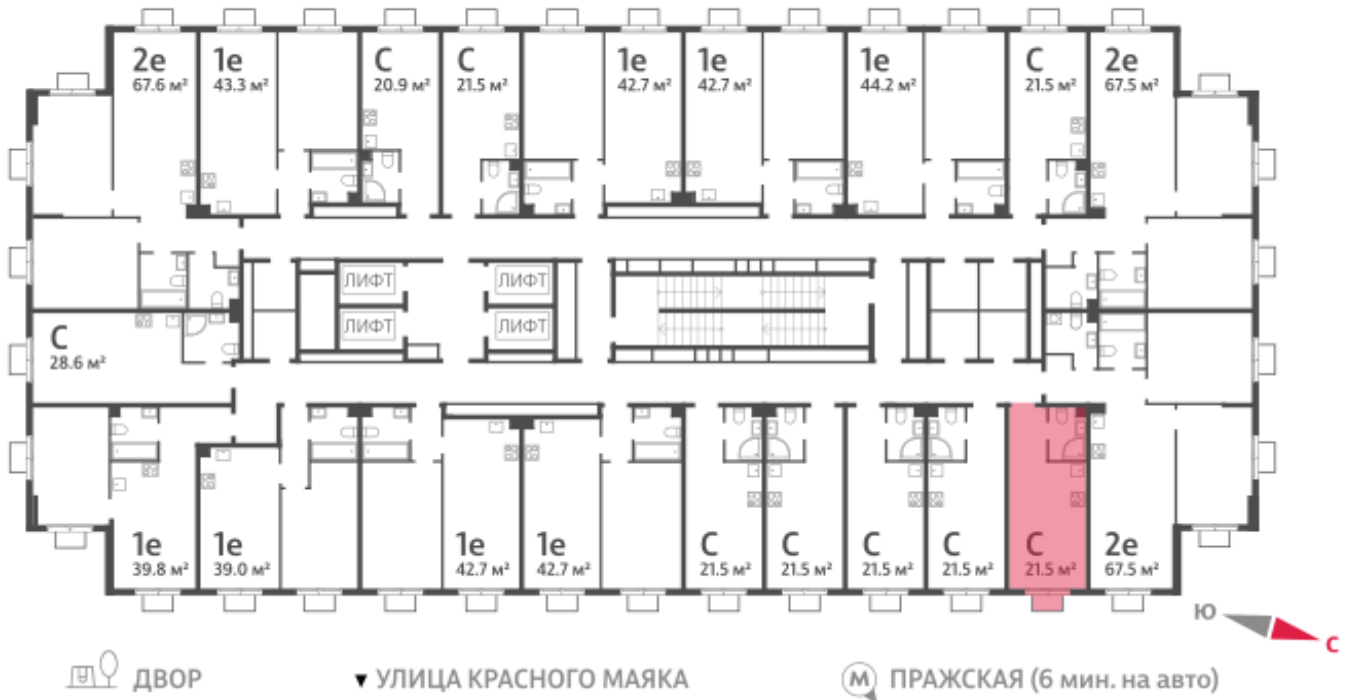 2е
67.6 м²
1е
43.3 м²
С
20.9 м²
С
21.5 м²
1е
42.7 м²
1е
42.7 м²
1е
44.2 м²
С
21.5 м²
2е
67.5 м²
ЛИФТ
ЛИФТ
ЛИФТ
ЛИФТ
С
28.6 м²
1е
39.8 м²
1е
39.0 м²
1е
42.7 м²
1е
42.7 м²
С
21.5 м²
С
21.5 м²
С
21.5 м²
С
21.5 м²
С
21.5 м²
2е
67.5 м²
Ю
С
ДВОР
УЛИЦА КРАСНОГО МАЯКА
М ПРАЖСКАЯ (6 мин. на авто)